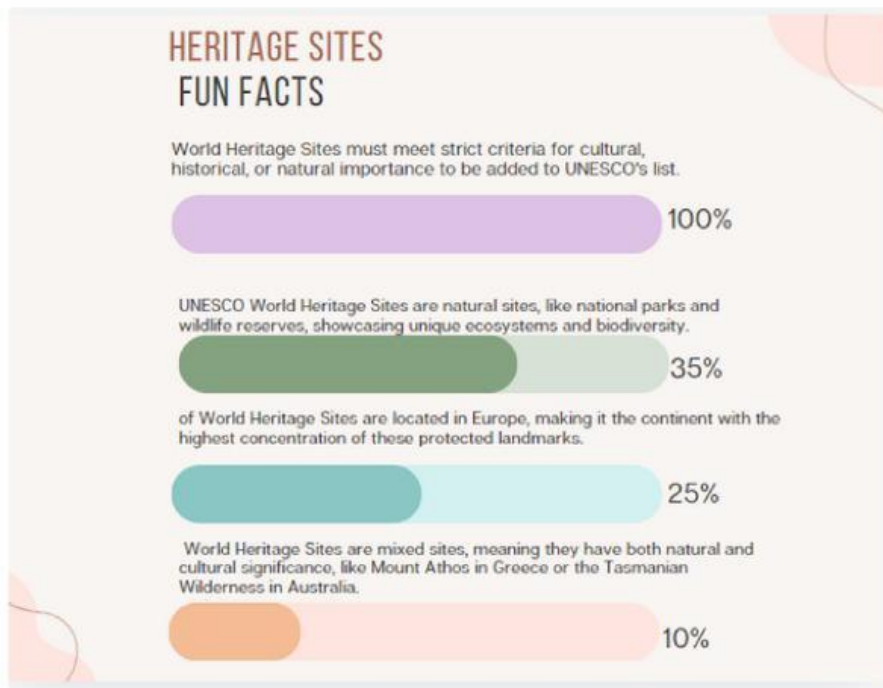 HERITAGE SITES
FUN FACTS
World Heritage Sites must meet strict criteria for cultural,
historical, or natural importance to be added to UNESCO's list.
100%
UNESCO World Heritage Sites are natural sites, like national parks and
wildlife reserves, showcasing unique ecosystems and biodiversity.
35%
of World Heritage Sites are located in Europe, making it the continent with the
highest concentration of these protected landmarks.
25%
World Heritage Sites are mixed sites, meaning they have both natural and
cultural significance, like Mount Athos in Greece or the Tasmanian
Wilderness in Australia.
10%